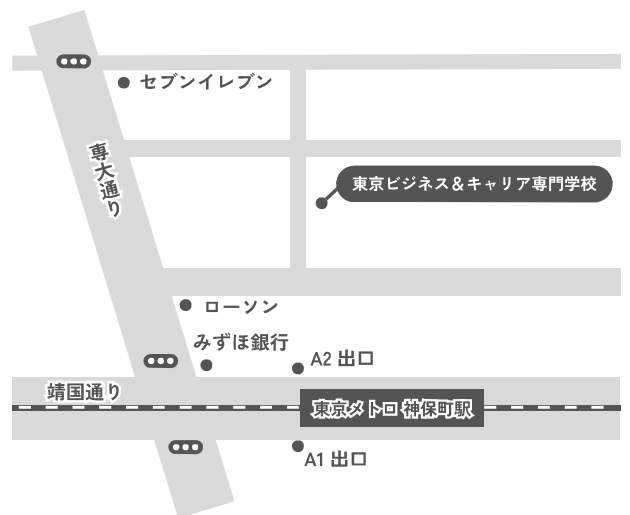 セブンイレブン
専大通り
東京ビジネス＆キャリア専門学校
ローソン
みずほ銀行
A2 出口
靖国通り
東京メトロ 神保町駅
A1 出口